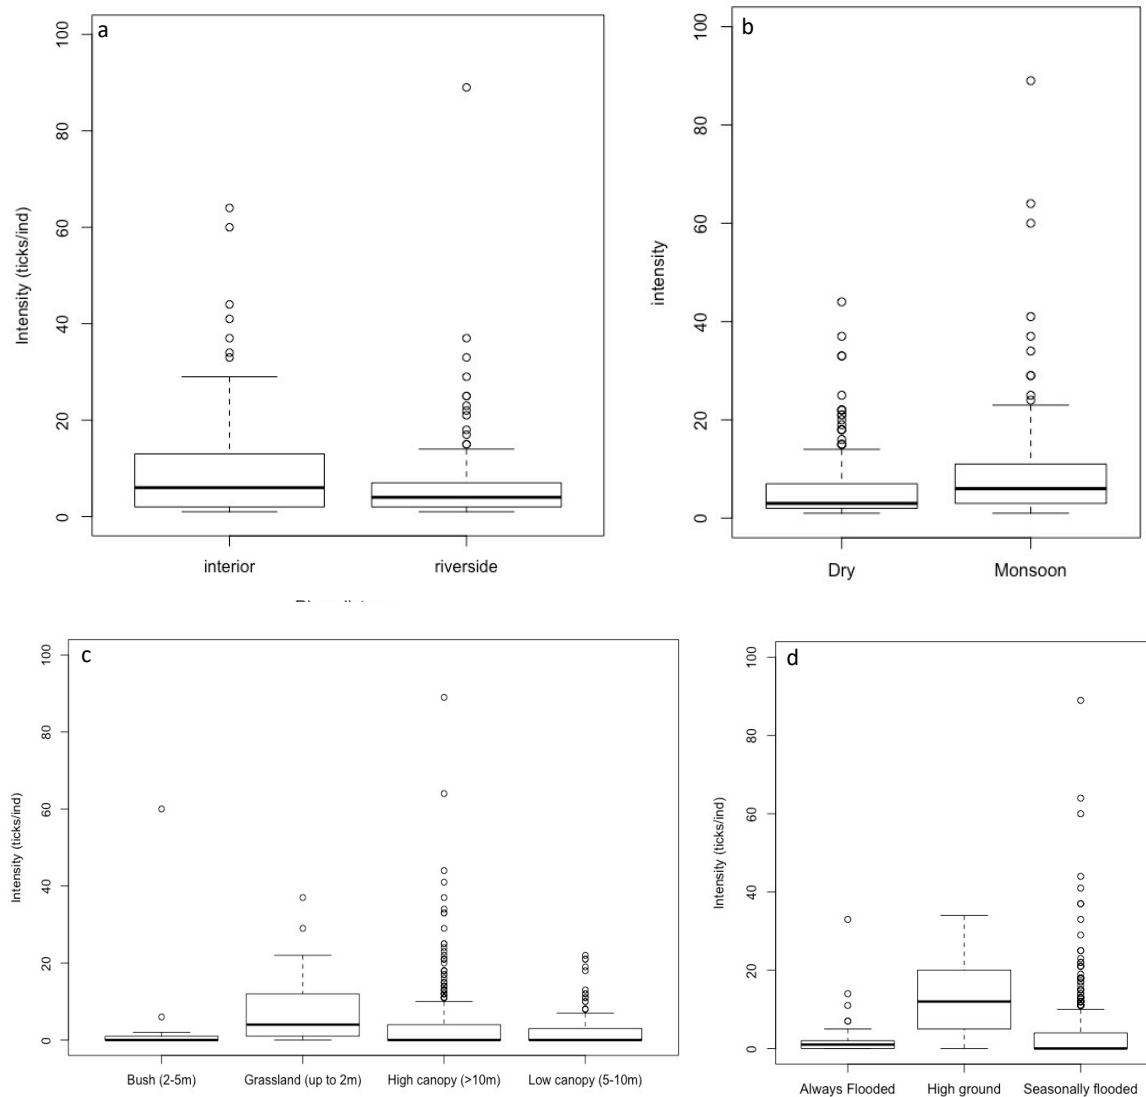 a
Intensity (ticks/ind)
100
80
60
40
20
0
interior riverside
b
intensity
100
80
60
40
20
0
Dry Monsoon
c
Intensity (ticks/ind)
100
80
60
40
20
0
Bush (2-5m) Grassland (up to 2m) High canopy (>10m) Low canopy (5-10m)
d
Intensity (ticks/ind)
100
80
60
40
20
0
Always Flooded High ground Seasonally flooded